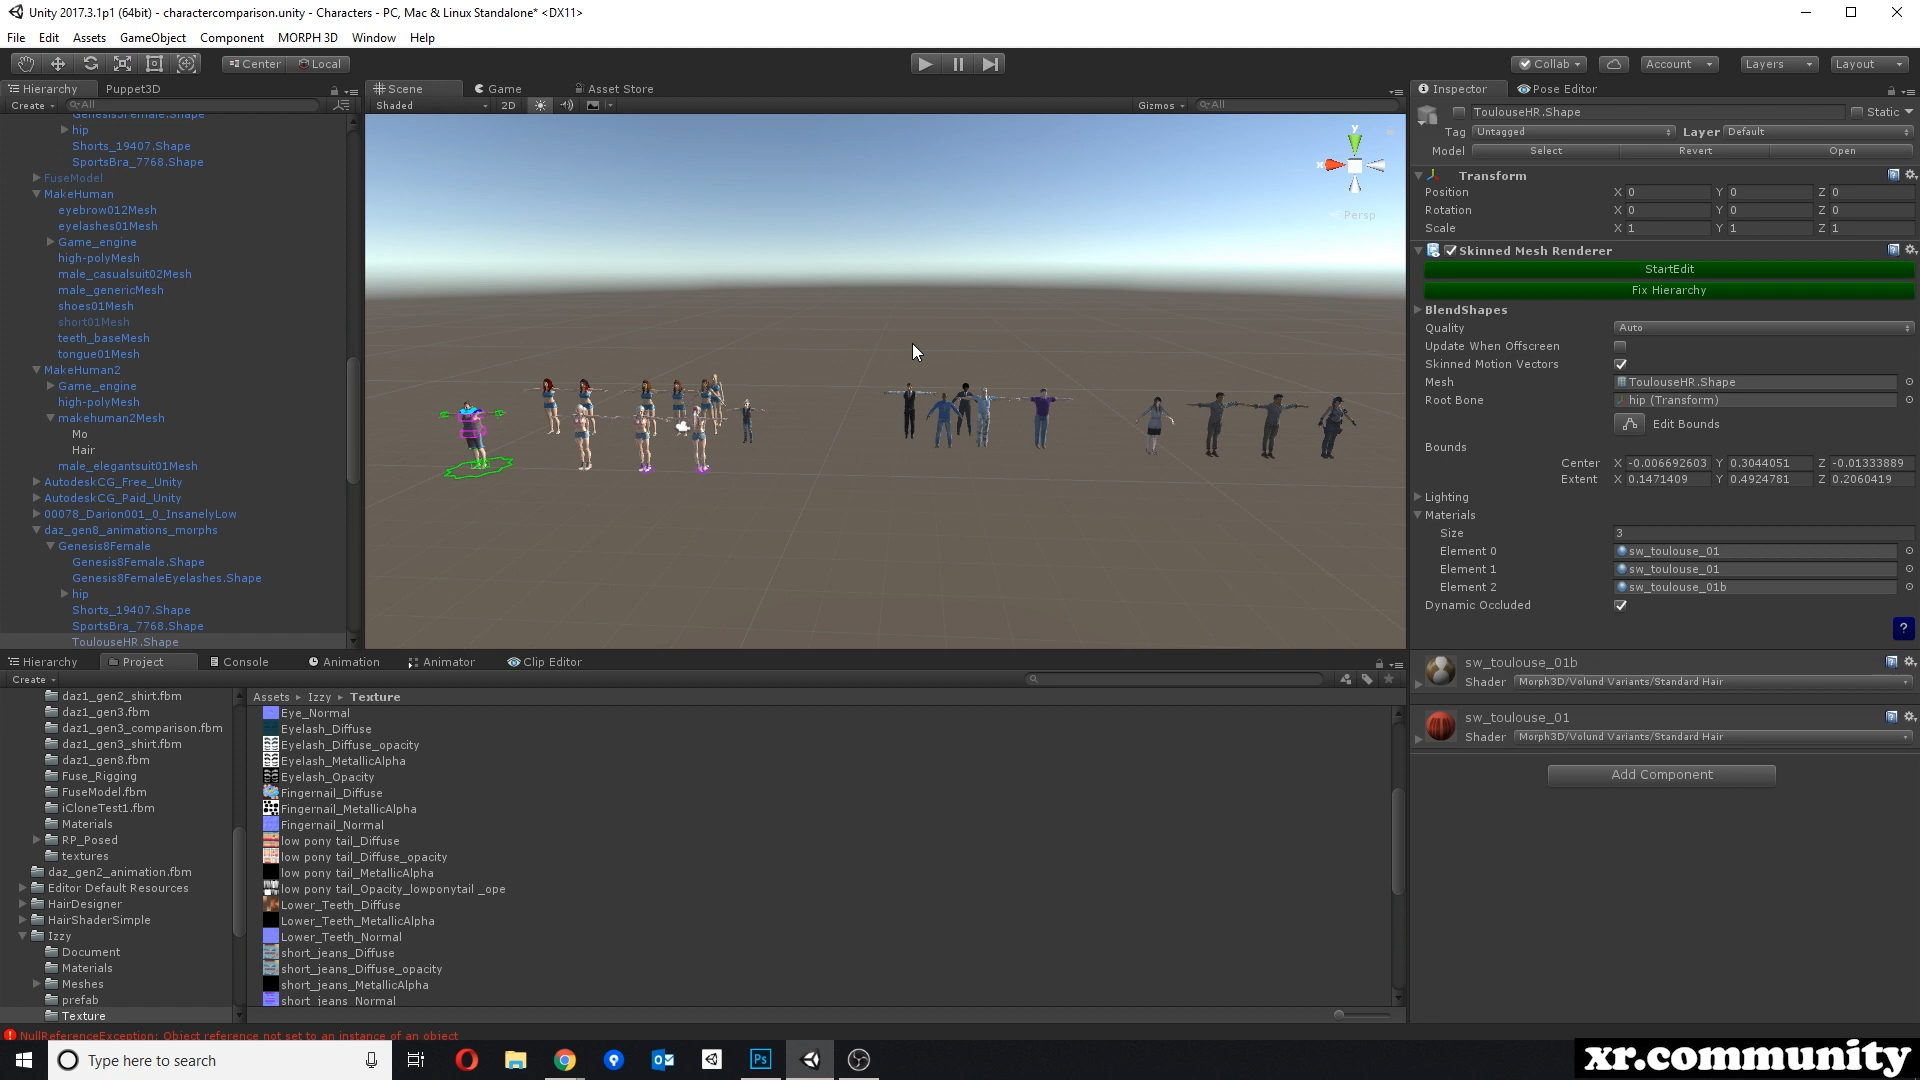 Unity 2017.3.1p1 (64bit) - charactercomparison.unity - Characters - PC, Mac & Linux Standalone* <DX11>
File Edit Assets GameObject Component MORPH 3D Window Help
Center Local Collab Account Layers Layout
Hierarchy Puppet3D Scene Game Asset Store Inspector Pose Editor
Create All Shaded 2D Gizmos All
Genesis3Female.Shape
hip
Shorts_19407.Shape
SportsBra_7768.Shape
FuseModel
MakeHuman
eyebrow012Mesh
eyelashes01Mesh
Game_engine
high-polyMesh
male_casualsuit02Mesh
male_genericMesh
shoes01Mesh
short01Mesh
teeth_baseMesh
tongue01Mesh
MakeHuman2
Game_engine
high-polyMesh
makehuman2Mesh
Mo
Hair
male_elegantsuit01Mesh
AutodeskCG_Free_Unity
AutodeskCG_Paid_Unity
00078_Darion001_0_InsanelyLow
daz_gen8_animations_morphs
Genesis8Female
Genesis8Female.Shape
Genesis8FemaleEyelashes.Shape
hip
Shorts_19407.Shape
SportsBra_7768.Shape
ToulouseHR.Shape
y
x
Persp
ToulouseHR.Shape Static
Tag Untagged Layer Default
Model Select Revert Open
Transform
Position X 0 Y 0 Z 0
Rotation X 0 Y 0 Z 0
Scale X 1 Y 1 Z 1
Skinned Mesh Renderer
StartEdit
Fix Hierarchy
BlendShapes
Quality Auto
Update When Offscreen
Skinned Motion Vectors
Mesh ToulouseHR.Shape
Root Bone hip (Transform)
Edit Bounds
Bounds
Center X -0.006692603 Y 0.3044051 Z -0.01333889
Extent X 0.1471409 Y 0.4924781 Z 0.2060419
Lighting
Materials
Size 3
Element 0 sw_toulouse_01
Element 1 sw_toulouse_01
Element 2 sw_toulouse_01b
Dynamic Occluded
?
sw_toulouse_01b
Shader Morph3D/Volund Variants/Standard Hair
sw_toulouse_01
Shader Morph3D/Volund Variants/Standard Hair
Add Component
Hierarchy Project Console Animation Animator Clip Editor
Create
daz1_gen2_shirt.fbm
daz1_gen3.fbm
daz1_gen3_comparison.fbm
daz1_gen3_shirt.fbm
daz1_gen8.fbm
Fuse_Rigging
FuseModel.fbm
iCloneTest1.fbm
Materials
RP_Posed
textures
daz_gen2_animation.fbm
Editor Default Resources
HairDesigner
HairShaderSimple
Izzy
Document
Materials
Meshes
prefab
Texture
Assets Izzy Texture
Eye_Normal
Eyelash_Diffuse
Eyelash_Diffuse_opacity
Eyelash_MetallicAlpha
Eyelash_Opacity
Fingernail_Diffuse
Fingernail_MetallicAlpha
Fingernail_Normal
low pony tail_Diffuse
low pony tail_Diffuse_opacity
low pony tail_MetallicAlpha
low pony tail_Opacity_lowponytail _ope
Lower_Teeth_Diffuse
Lower_Teeth_MetallicAlpha
Lower_Teeth_Normal
short_jeans_Diffuse
short_jeans_Diffuse_opacity
short_jeans_MetallicAlpha
short_jeans_Normal
NullReferenceException: Object reference not set to an instance of an object
Type here to search
Ps
xr.community